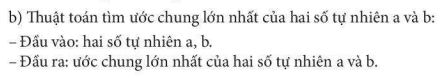 b) Thuật toán tìm ước chung lớn nhất của hai số tự nhiên a và b:
– Đầu vào: hai số tự nhiên a, b.
– Đầu ra: ước chung lớn nhất của hai số tự nhiên a và b.